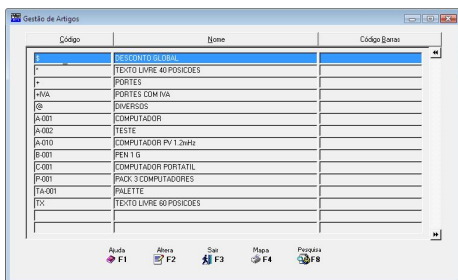 Gestão de Artigos
Código Nome Código Barras
$ DESCONTO GLOBAL
* TEXTO LIVRE 40 POSICOES
+ PORTES
+IVA PORTES COM IVA
@ DIVERSOS
A-001 COMPUTADOR
A-002 TESTE
A-010 COMPUTADOR PV 1.2mHz
B-001 PEN 1 G
C-001 COMPUTADOR PORTATIL
P-001 PACK 3 COMPUTADORES
TA-001 PALETTE
TX TEXTO LIVRE 60 POSICOES
Ajuda Altera Sair Mapa Pesquisa
F1 F2 F3 F4 F8